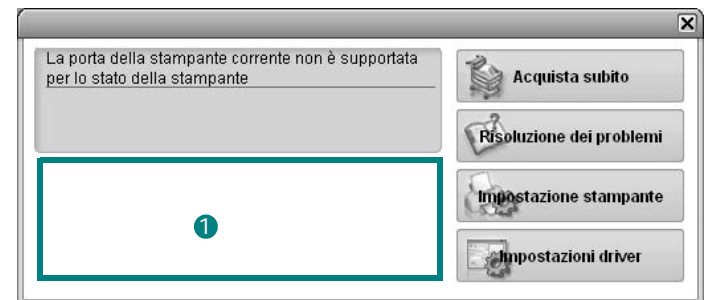 La porta della stampante corrente non è supportata
per lo stato della stampante
Acquista subito
Risoluzione dei problemi
1
Impostazione stampante
Impostazioni driver